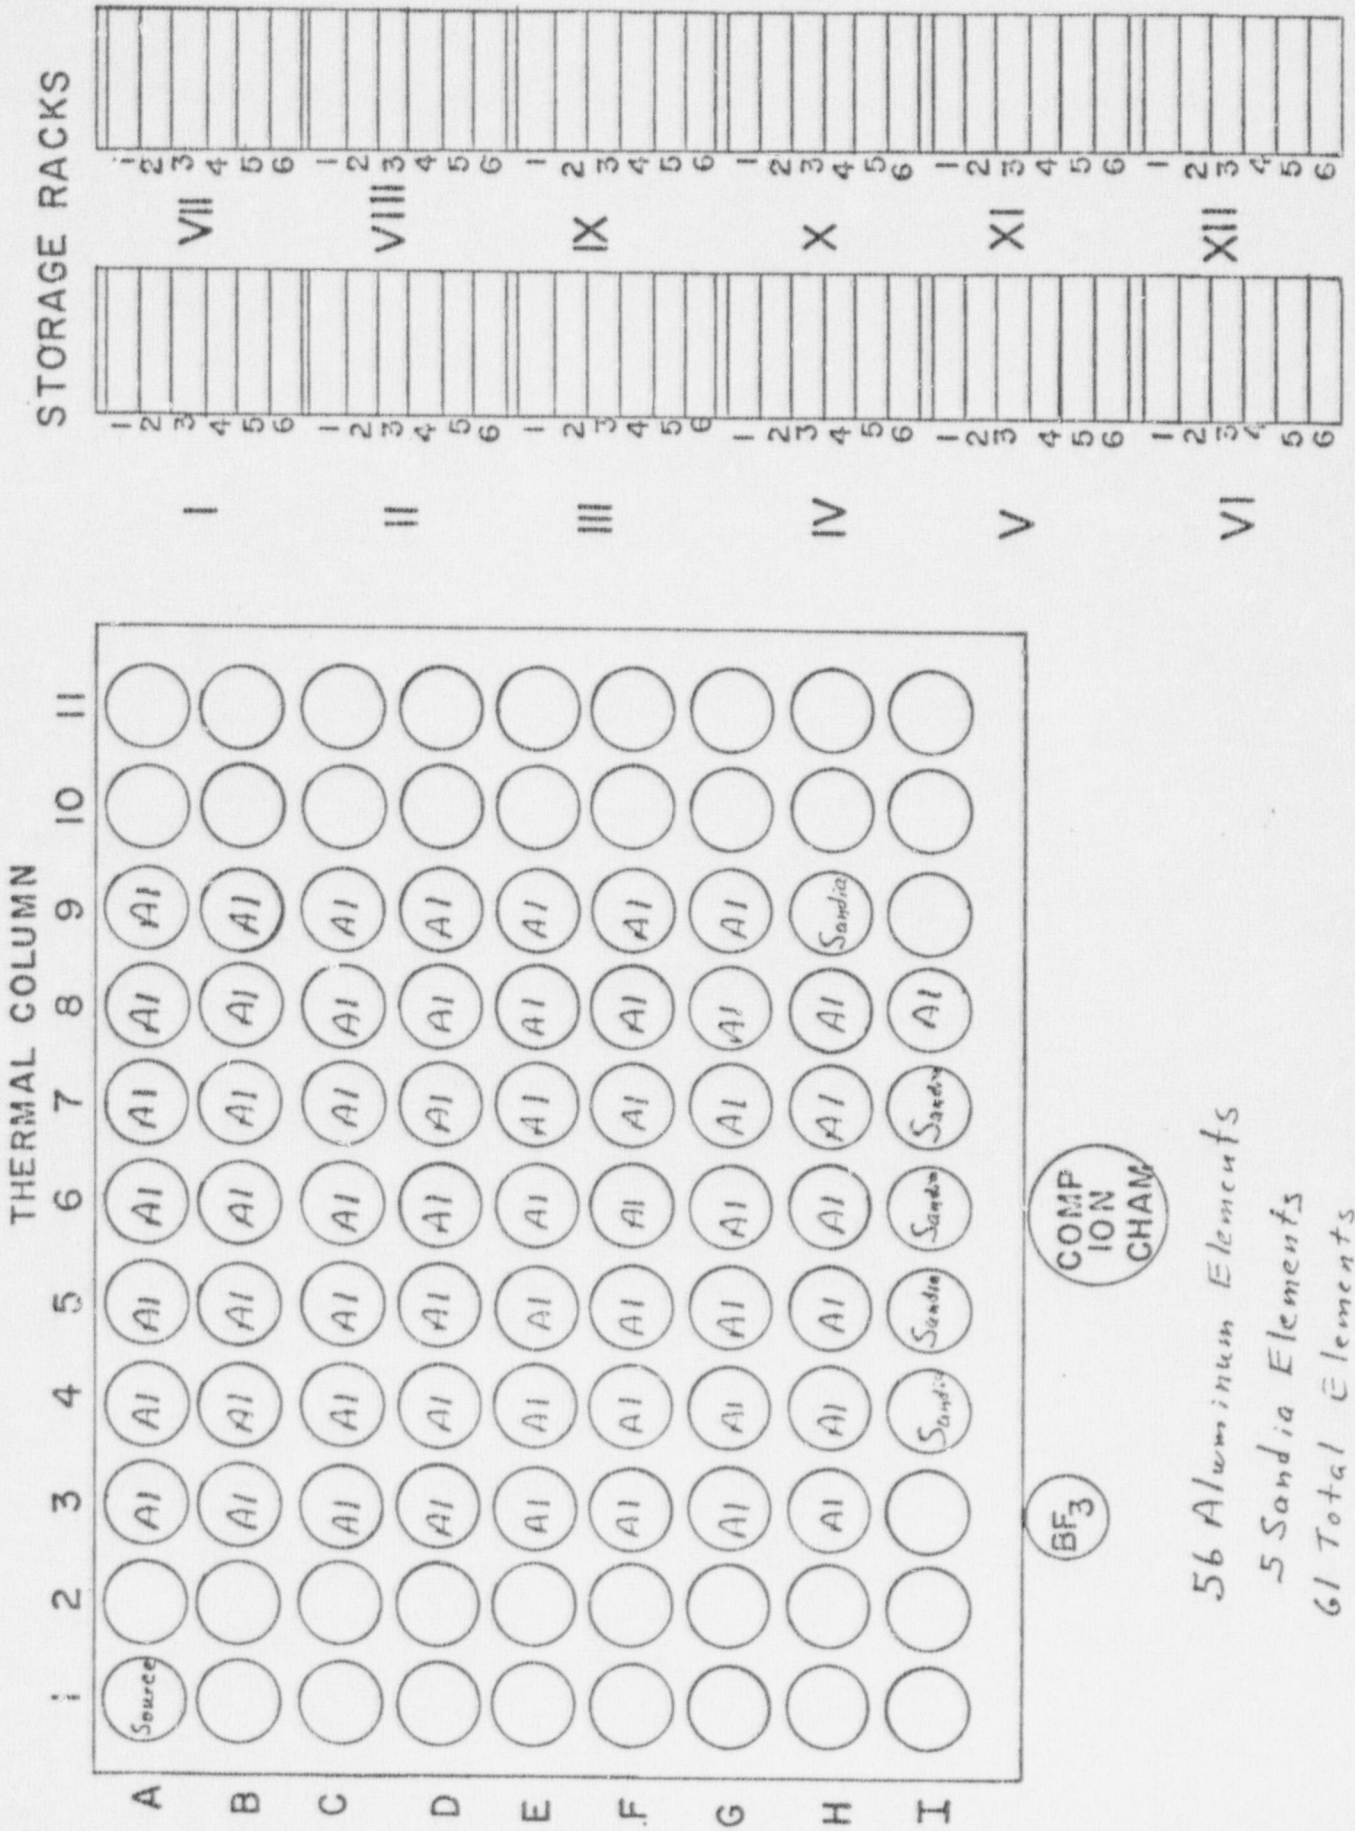 THERMAL COLUMN
1 2 3 4 5 6 7 8 9 10 11
A Source Al Al Al Al Al Al Al
B Al Al Al Al Al Al Al
C Al Al Al Al Al Al Al
D Al Al Al Al Al Al Al
E Al Al Al Al Al Al Al
F Al Al Al Al Al Al Al
G Al Al Al Al Al Al Al
H Al Al Al Al Al Al Sandia
I Sandia Sandia Sandia Sandia Al
BF3
COMP
ION
CHAM
56 Aluminum Elements
5 Sandia Elements
61 Total Elements
STORAGE RACKS
I
1
2
3
4
5
6
II
1
2
3
4
5
6
III
1
2
3
4
5
6
IV
1
2
3
4
5
6
V
1
2
3
4
5
6
VI
1
2
3
4
5
6
VII
1
2
3
4
5
6
VIII
1
2
3
4
5
6
IX
1
2
3
4
5
6
X
1
2
3
4
5
6
XI
1
2
3
4
5
6
XII
1
2
3
4
5
6